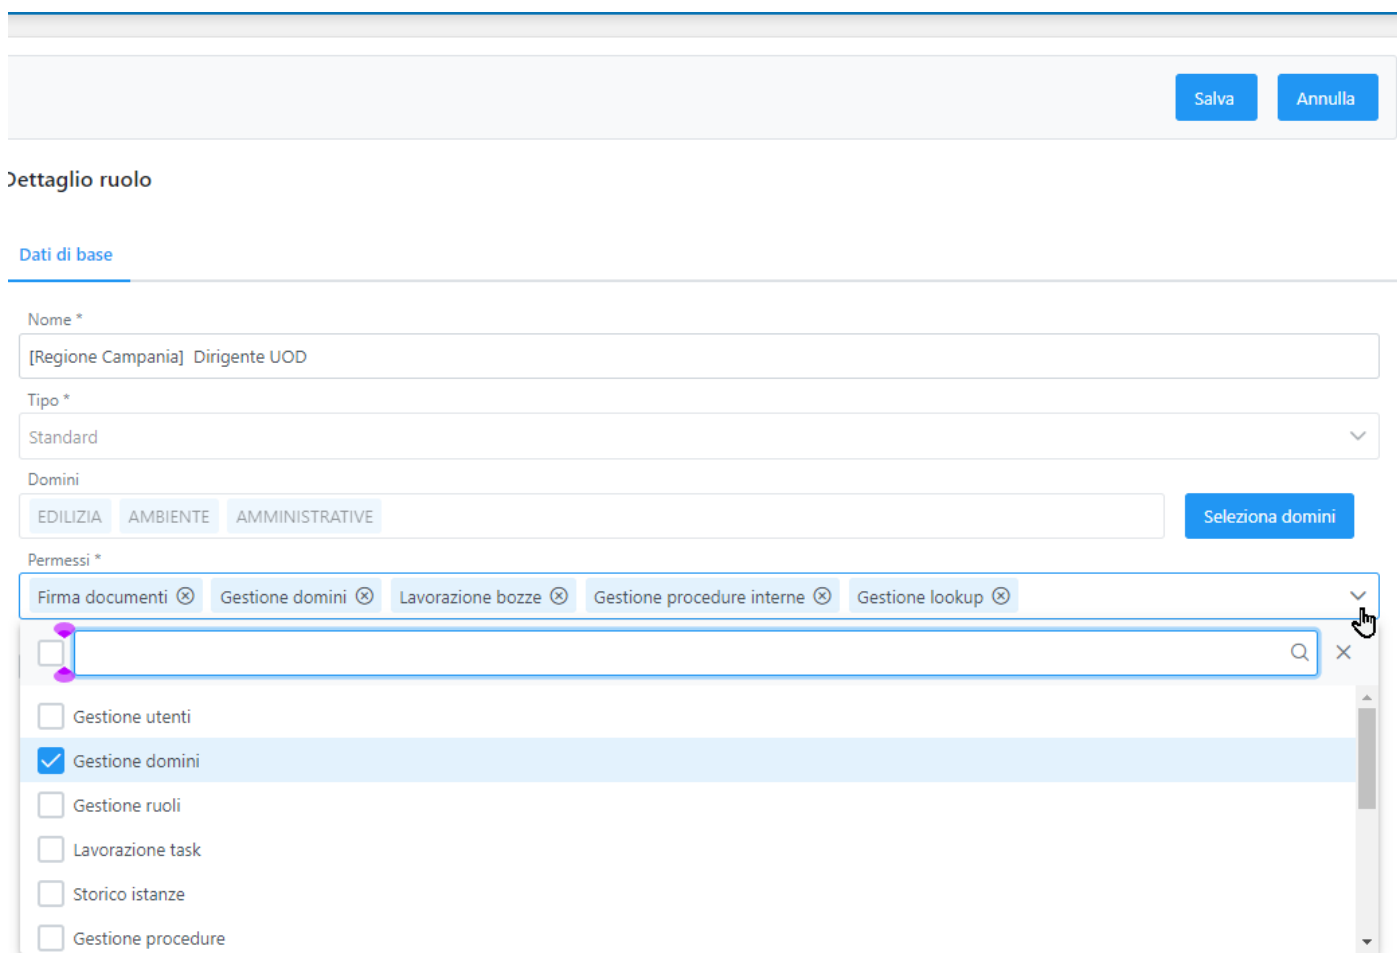 Salva Annulla
Dettaglio ruolo
Dati di base
Nome *
[Regione Campania]  Dirigente UOD
Tipo *
Standard
Domini
EDILIZIA AMBIENTE AMMINISTRATIVE Seleziona domini
Permessi *
Firma documenti Gestione domini Lavorazione bozze Gestione procedure interne Gestione lookup
Gestione utenti
Gestione domini
Gestione ruoli
Lavorazione task
Storico istanze
Gestione procedure